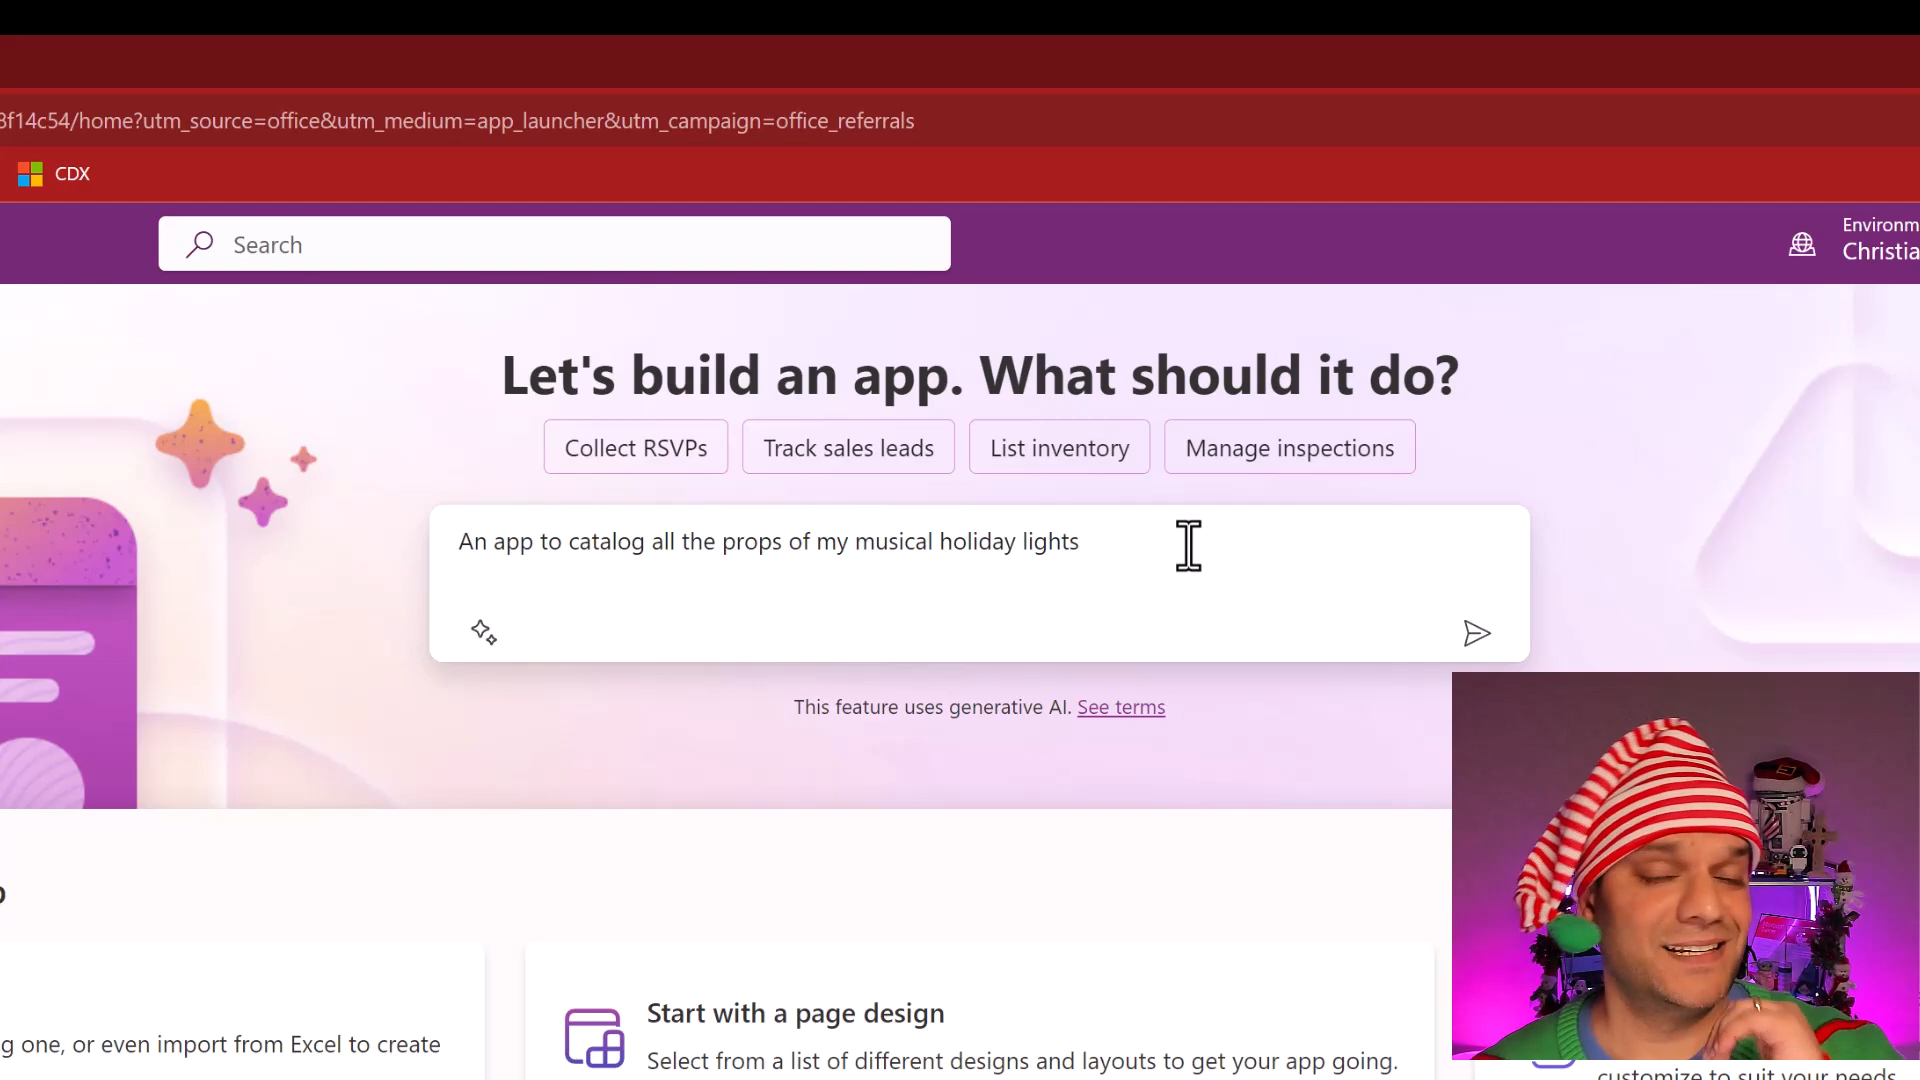 3f14c54/home?utm_source=office&utm_medium=app_launcher&utm_campaign=office_referrals
CDX
Search
Environm
Christia
Let's build an app. What should it do?
Collect RSVPs
Track sales leads
List inventory
Manage inspections
An app to catalog all the props of my musical holiday lights
This feature uses generative AI. See terms
Start with a page design
g one, or even import from Excel to create
Select from a list of different designs and layouts to get your app going.
customize to suit your needs